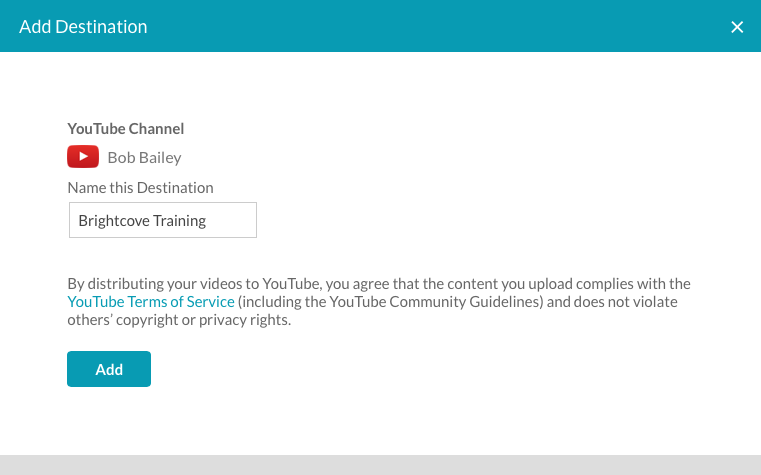 Add Destination
YouTube Channel
Bob Bailey
Name this Destination
Brightcove Training
By distributing your videos to YouTube, you agree that the content you upload complies with the
YouTube Terms of Service (including the YouTube Community Guidelines) and does not violate
others’ copyright or privacy rights.
Add